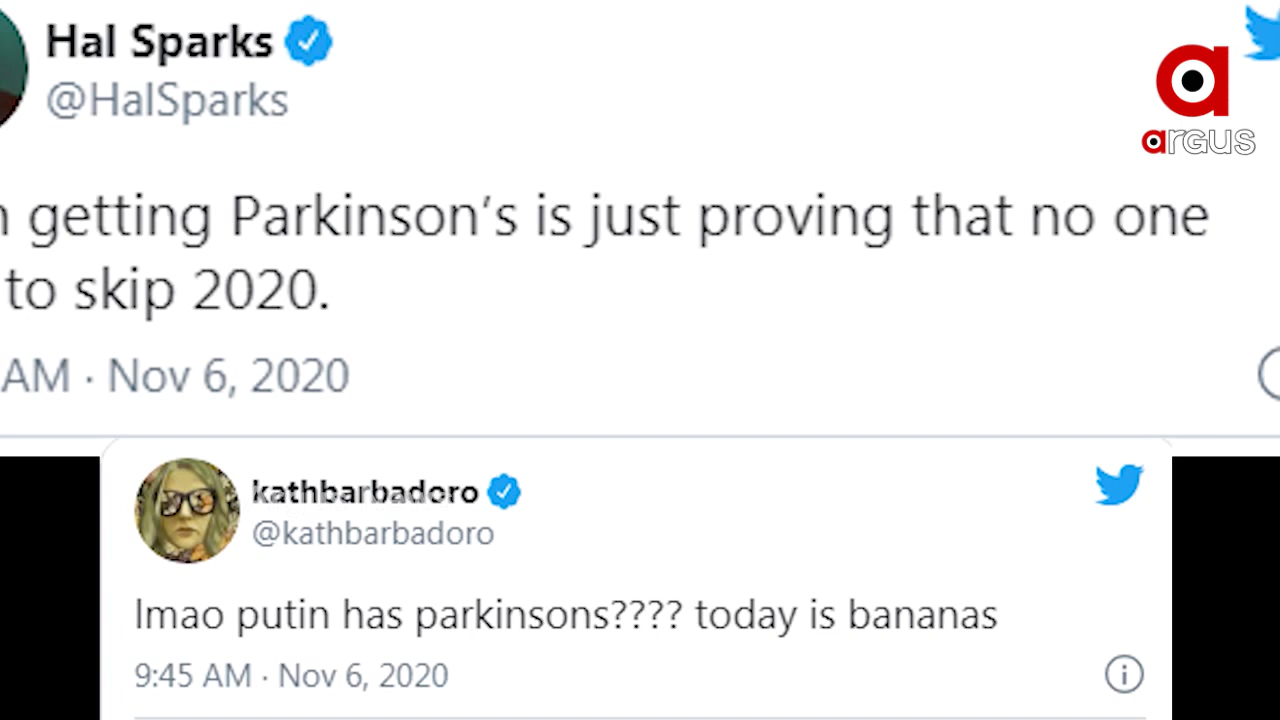 Hal Sparks
@HalSparks
argus
getting Parkinson's is just proving that no one
to skip 2020.
AM · Nov 6, 2020
kathbarbadoro
@kathbarbadoro
lmao putin has parkinsons???? today is bananas
9:45 AM · Nov 6, 2020